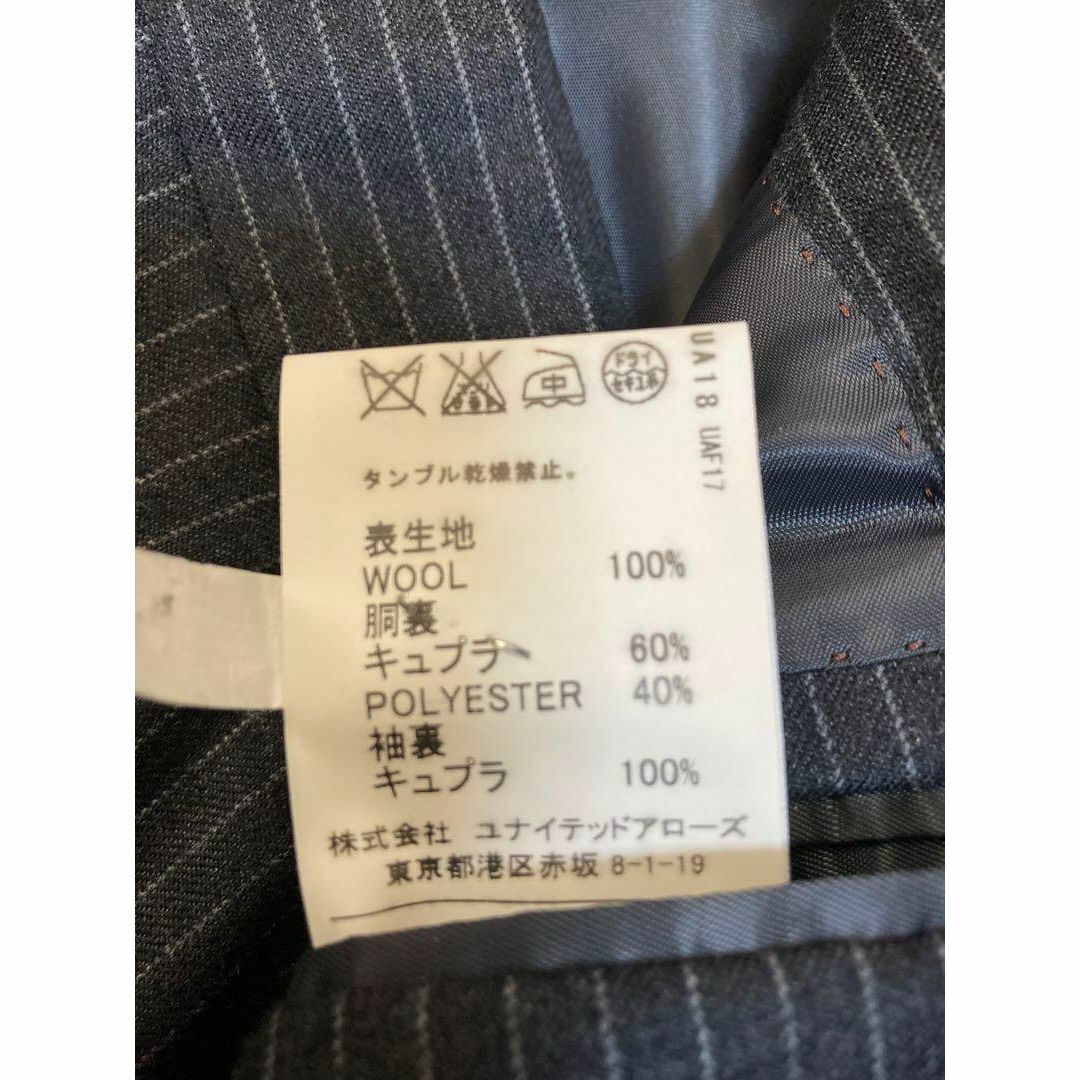 中
ドライ
セキユ系
UA18 UAF17
タンブル乾燥禁止。
表生地
WOOL 100%
胴裏
キュプラ 60%
POLYESTER 40%
袖裏
キュプラ 100%
株式会社 ユナイテッドアローズ
東京都港区赤坂 8-1-19